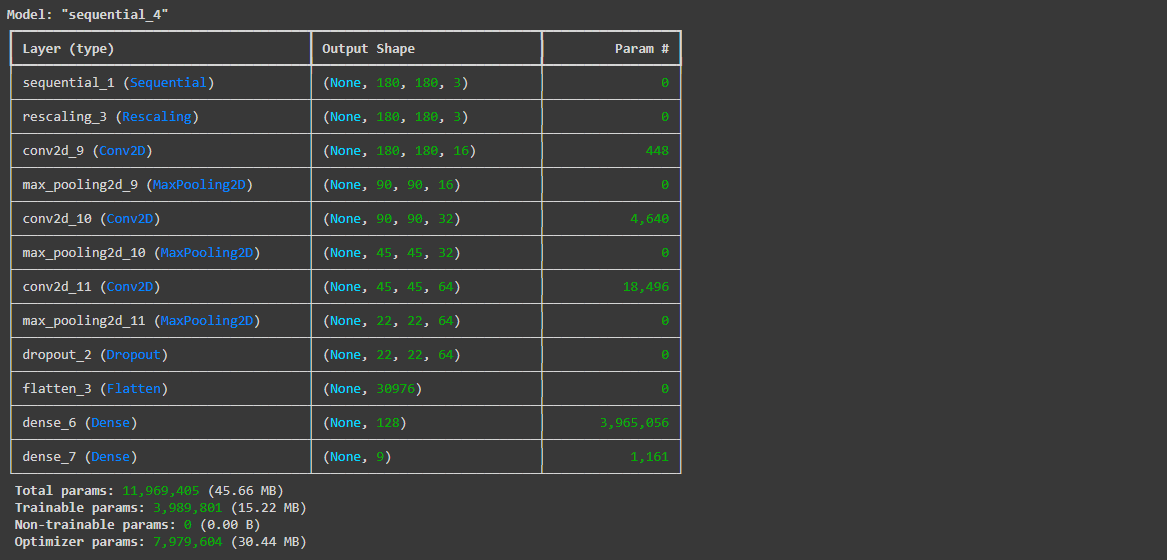 Model: "sequential_4"
Layer (type) Output Shape Param #
sequential_1 (Sequential) (None, 180, 180, 3) 0
rescaling_3 (Rescaling) (None, 180, 180, 3) 0
conv2d_9 (Conv2D) (None, 180, 180, 16) 448
max_pooling2d_9 (MaxPooling2D) (None, 90, 90, 16) 0
conv2d_10 (Conv2D) (None, 90, 90, 32) 4,640
max_pooling2d_10 (MaxPooling2D) (None, 45, 45, 32) 0
conv2d_11 (Conv2D) (None, 45, 45, 64) 18,496
max_pooling2d_11 (MaxPooling2D) (None, 22, 22, 64) 0
dropout_2 (Dropout) (None, 22, 22, 64) 0
flatten_3 (Flatten) (None, 30976) 0
dense_6 (Dense) (None, 128) 3,965,056
dense_7 (Dense) (None, 9) 1,161
Total params: 11,969,405 (45.66 MB)
Trainable params: 3,989,801 (15.22 MB)
Non-trainable params: 0 (0.00 B)
Optimizer params: 7,979,604 (30.44 MB)